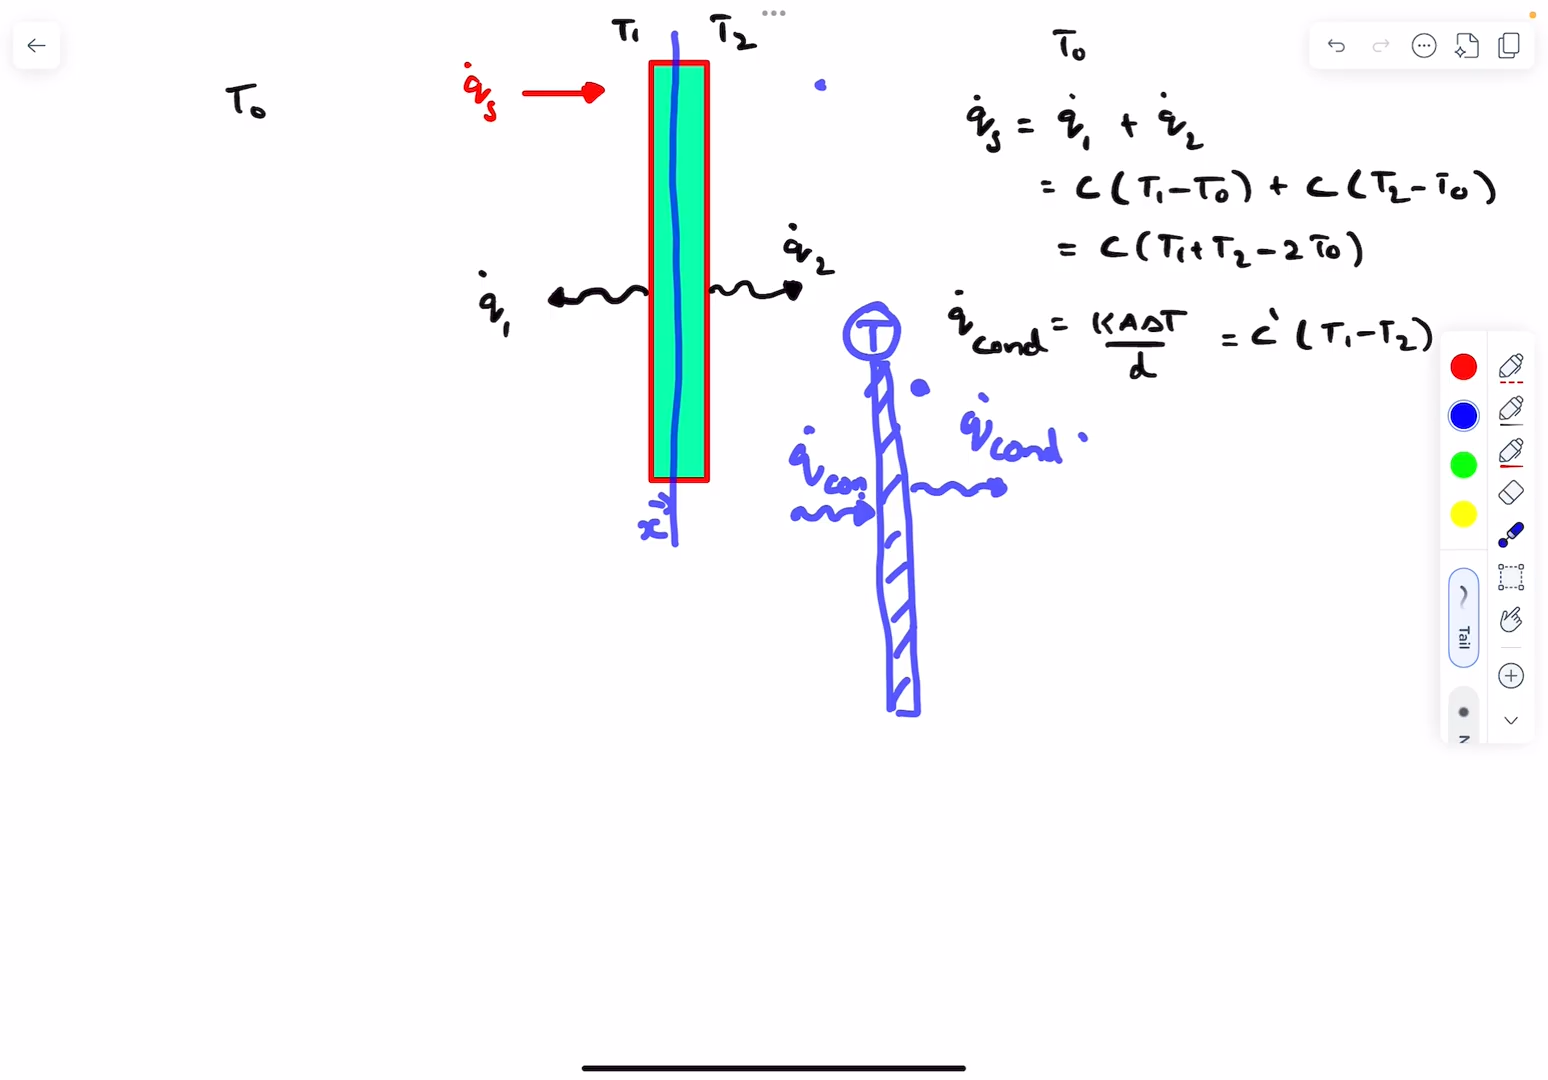 T₁ T₂
T₀
q̇s
T₀
q̇s = q̇₁ + q̇₂
= C(T₁-T₀) + C(T₂-T₀)
= C(T₁+T₂-2T₀)
q̇₂
q̇₁
q̇cond = KAΔT/d = C'(T₁-T₂)
T
q̇cond
q̇con
x
Tail